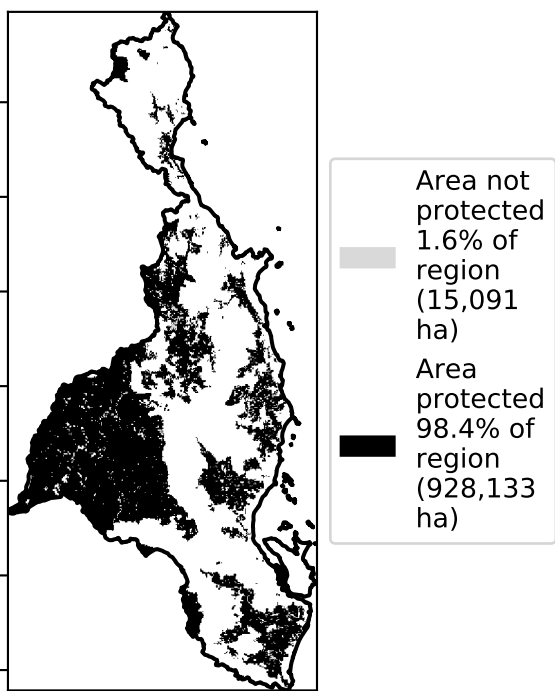 Area not
protected
1.6% of
region
(15,091
ha)
Area
protected
98.4% of
region
(928,133
ha)